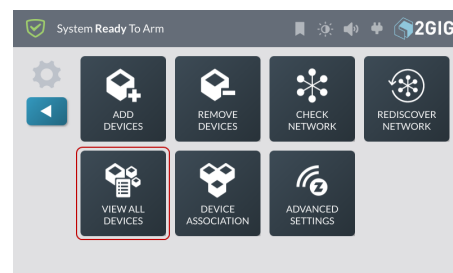 System Ready To Arm
2GIG
ADD
DEVICES
REMOVE
DEVICES
CHECK
NETWORK
REDISCOVER
NETWORK
VIEW ALL
DEVICES
DEVICE
ASSOCIATION
ADVANCED
SETTINGS
Z